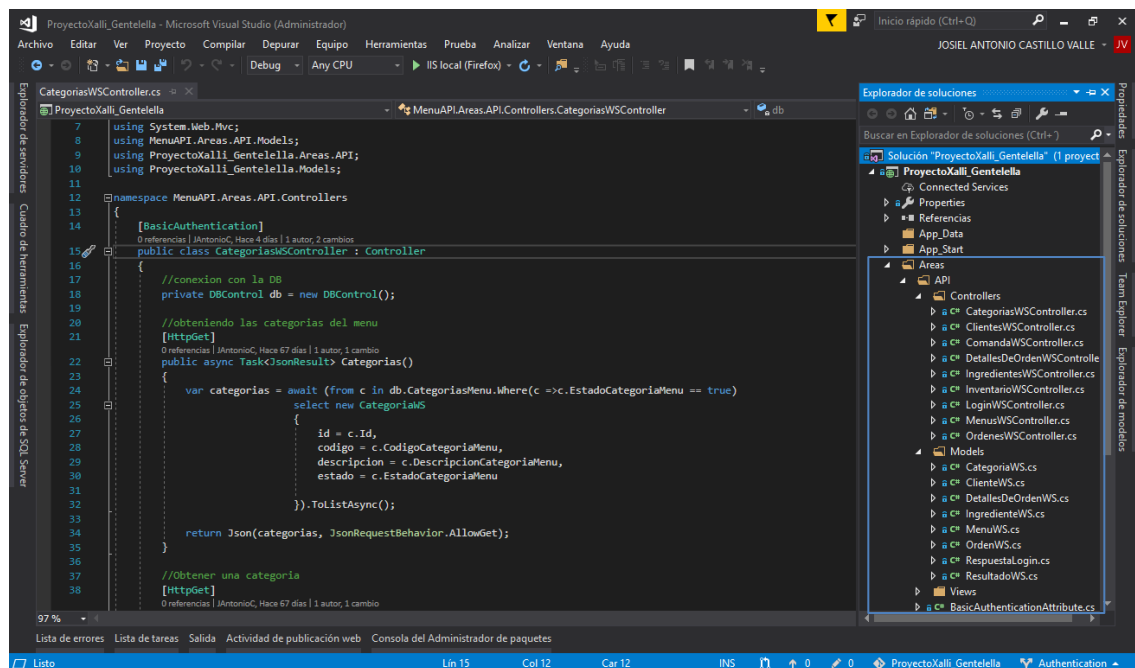 ProyectoXalli_Gentelella - Microsoft Visual Studio (Administrador)
Inicio rápido (Ctrl+Q)
Archivo Editar Ver Proyecto Compilar Depurar Equipo Herramientas Prueba Analizar Ventana Ayuda
JOSIEL ANTONIO CASTILLO VALLE JV
Debug Any CPU IIS local (Firefox)
Explorador de servidores
Cuadro de herramientas
Explorador de objetos de SQL Server
CategoriasWSController.cs
ProyectoXalli_Gentelella MenuAPI.Areas.API.Controllers.CategoriasWSController db
7 using System.Web.Mvc;
8 using MenuAPI.Areas.API.Models;
9 using ProyectoXalli_Gentelella.Areas.API;
10 using ProyectoXalli_Gentelella.Models;
11
12 namespace MenuAPI.Areas.API.Controllers
13 {
14 [BasicAuthentication]
0 referencias | JAntonioC, Hace 4 días | 1 autor, 2 cambios
15 public class CategoriasWSController : Controller
16 {
17 //conexion con la DB
18 private DBControl db = new DBControl();
19
20 //obteniendo las categorias del menu
21 [HttpGet]
0 referencias | JAntonioC, Hace 67 días | 1 autor, 1 cambio
22 public async Task<JsonResult> Categorias()
23 {
24 var categorias = await (from c in db.CategoriasMenu.Where(c =>c.EstadoCategoriaMenu == true)
25 select new CategoriaWS
26 {
27 id = c.Id,
28 codigo = c.CodigoCategoriaMenu,
29 descripcion = c.DescripcionCategoriaMenu,
30 estado = c.EstadoCategoriaMenu
31
32 }).ToListAsync();
33
34 return Json(categorias, JsonRequestBehavior.AllowGet);
35 }
36
37 //Obtener una categoria
38 [HttpGet]
0 referencias | JAntonioC, Hace 67 días | 1 autor, 1 cambio
97 %
Explorador de soluciones
Buscar en Explorador de soluciones (Ctrl+´)
Solución "ProyectoXalli_Gentelella" (1 proyect
ProyectoXalli_Gentelella
Connected Services
Properties
Referencias
App_Data
App_Start
Areas
API
Controllers
CategoriasWSController.cs
ClientesWSController.cs
ComandaWSController.cs
DetallesDeOrdenWSControlle
IngredientesWSController.cs
InventarioWSController.cs
LoginWSController.cs
MenusWSController.cs
OrdenesWSController.cs
Models
CategoriaWS.cs
ClienteWS.cs
DetallesDeOrdenWS.cs
IngredienteWS.cs
MenuWS.cs
OrdenWS.cs
RespuestaLogin.cs
ResultadoWS.cs
Views
BasicAuthenticationAttribute.cs
Propiedades
Explorador de soluciones
Team Explorer
Explorador de modelos
Lista de errores Lista de tareas Salida Actividad de publicación web Consola del Administrador de paquetes
Listo Lín 15 Col 12 Car 12 INS 0 0 ProyectoXalli_Gentelella Authentication